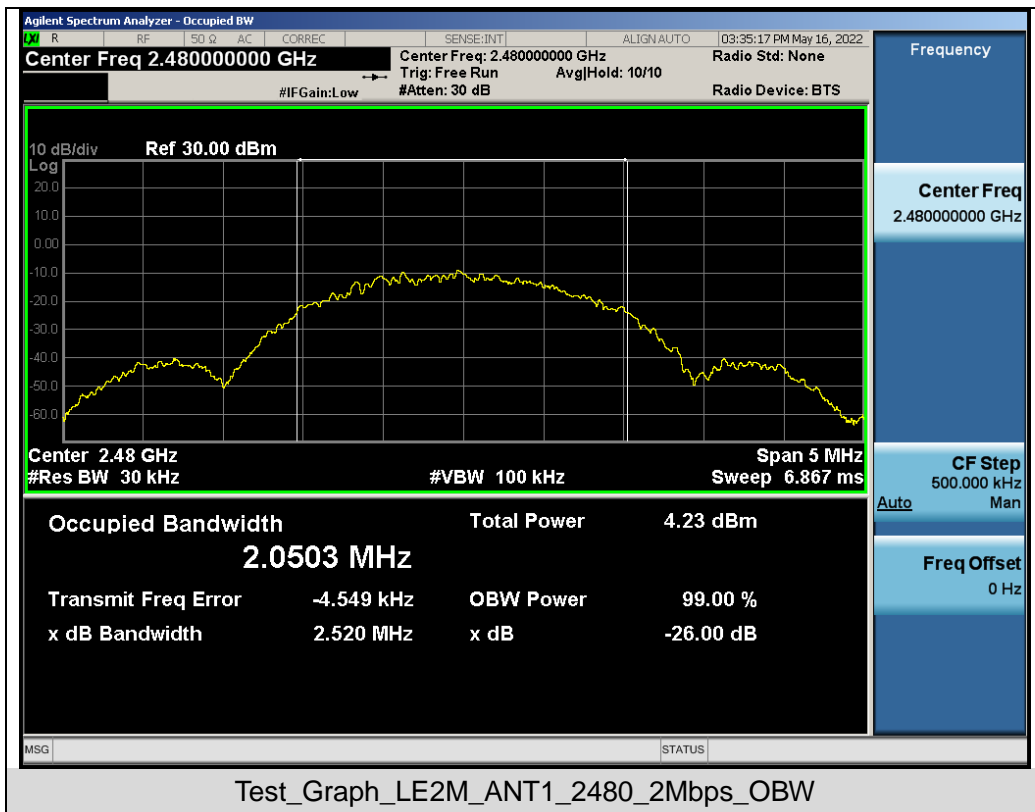 Agilent Spectrum Analyzer - Occupied BW
LXI R RF 50 Ω AC CORREC SENSE:INT ALIGN AUTO 03:35:17 PM May 16, 2022
Center Freq 2.480000000 GHz
#IFGain:Low
Center Freq: 2.480000000 GHz
Trig: Free Run Avg|Hold: 10/10
#Atten: 30 dB
Radio Std: None
Radio Device: BTS
10 dB/div Ref 30.00 dBm
Log
20.0
10.0
0.00
-10.0
-20.0
-30.0
-40.0
-50.0
-60.0
Center 2.48 GHz Span 5 MHz
#Res BW 30 kHz #VBW 100 kHz Sweep 6.867 ms
Occupied Bandwidth Total Power 4.23 dBm
2.0503 MHz
Transmit Freq Error -4.549 kHz OBW Power 99.00 %
x dB Bandwidth 2.520 MHz x dB -26.00 dB
Frequency
Center Freq
2.480000000 GHz
CF Step
500.000 kHz
Auto Man
Freq Offset
0 Hz
MSG STATUS
Test_Graph_LE2M_ANT1_2480_2Mbps_OBW